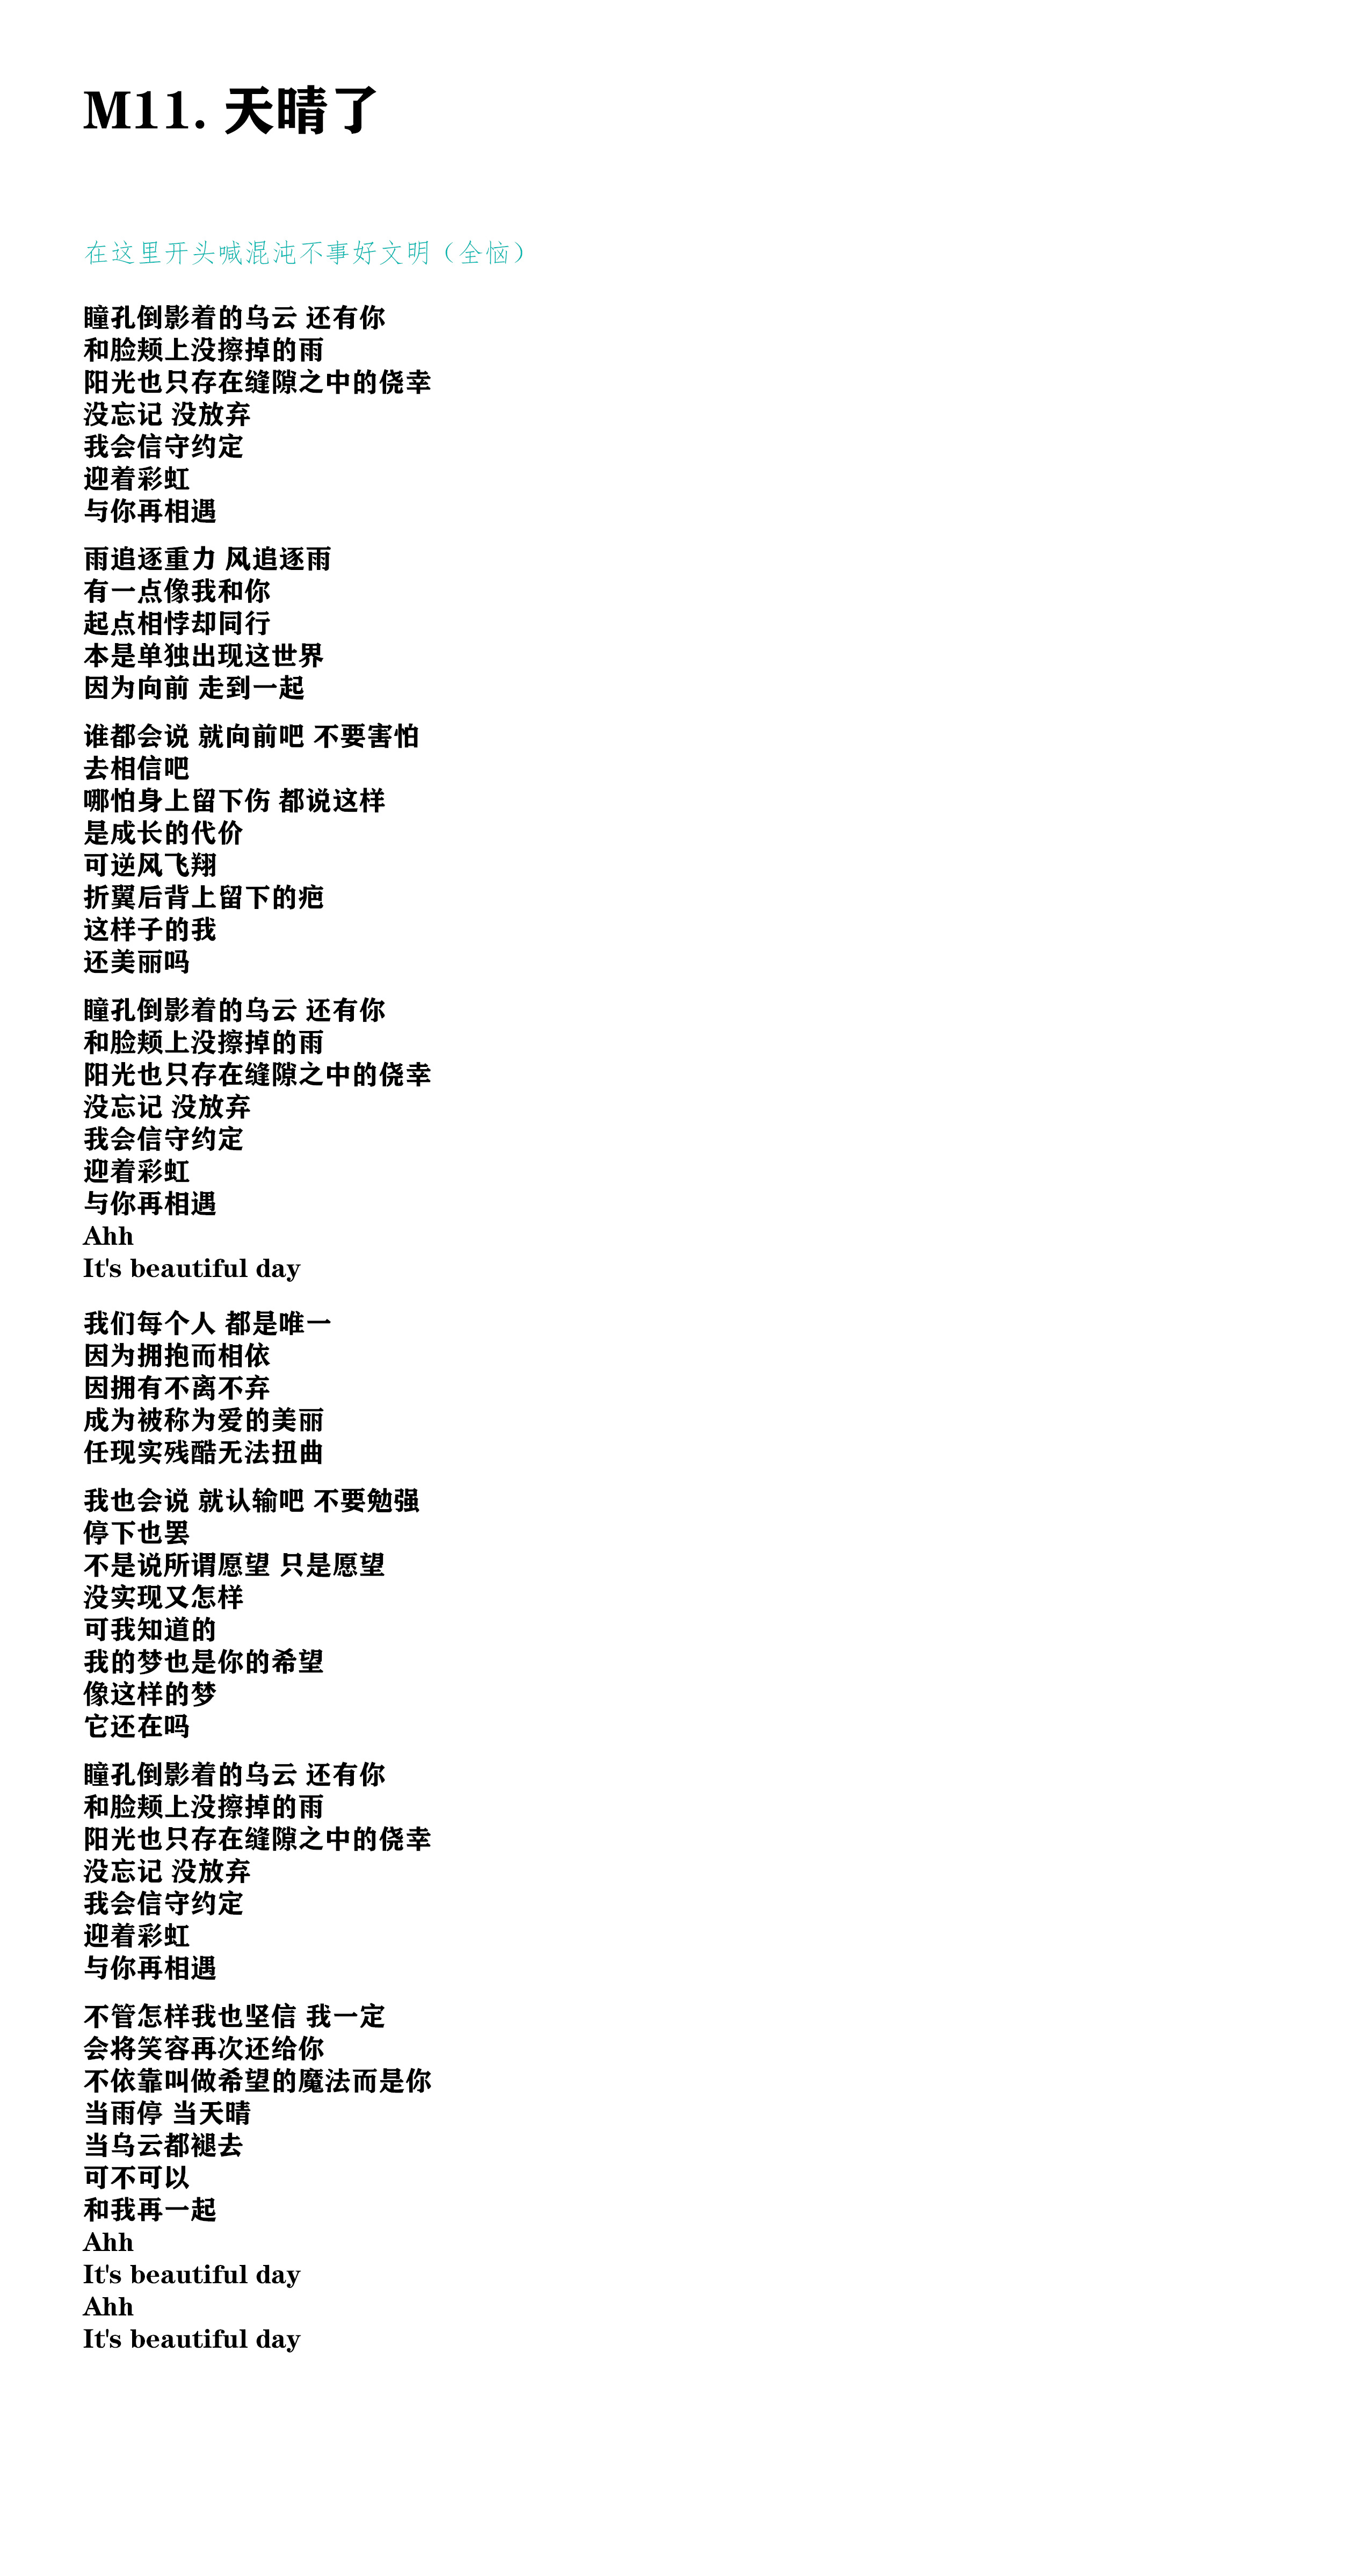 M11. 天晴了
在这里开头喊混沌不事好文明（全恼）
瞳孔倒影着的乌云 还有你
和脸颊上没擦掉的雨
阳光也只存在缝隙之中的侥幸
没忘记 没放弃
我会信守约定
迎着彩虹
与你再相遇
雨追逐重力 风追逐雨
有一点像我和你
起点相悖却同行
本是单独出现这世界
因为向前 走到一起
谁都会说 就向前吧 不要害怕
去相信吧
哪怕身上留下伤 都说这样
是成长的代价
可逆风飞翔
折翼后背上留下的疤
这样子的我
还美丽吗
瞳孔倒影着的乌云 还有你
和脸颊上没擦掉的雨
阳光也只存在缝隙之中的侥幸
没忘记 没放弃
我会信守约定
迎着彩虹
与你再相遇
Ahh
It's beautiful day
我们每个人 都是唯一
因为拥抱而相依
因拥有不离不弃
成为被称为爱的美丽
任现实残酷无法扭曲
我也会说 就认输吧 不要勉强
停下也罢
不是说所谓愿望 只是愿望
没实现又怎样
可我知道的
我的梦也是你的希望
像这样的梦
它还在吗
瞳孔倒影着的乌云 还有你
和脸颊上没擦掉的雨
阳光也只存在缝隙之中的侥幸
没忘记 没放弃
我会信守约定
迎着彩虹
与你再相遇
不管怎样我也坚信 我一定
会将笑容再次还给你
不依靠叫做希望的魔法而是你
当雨停 当天晴
当乌云都褪去
可不可以
和我再一起
Ahh
It's beautiful day
Ahh
It's beautiful day